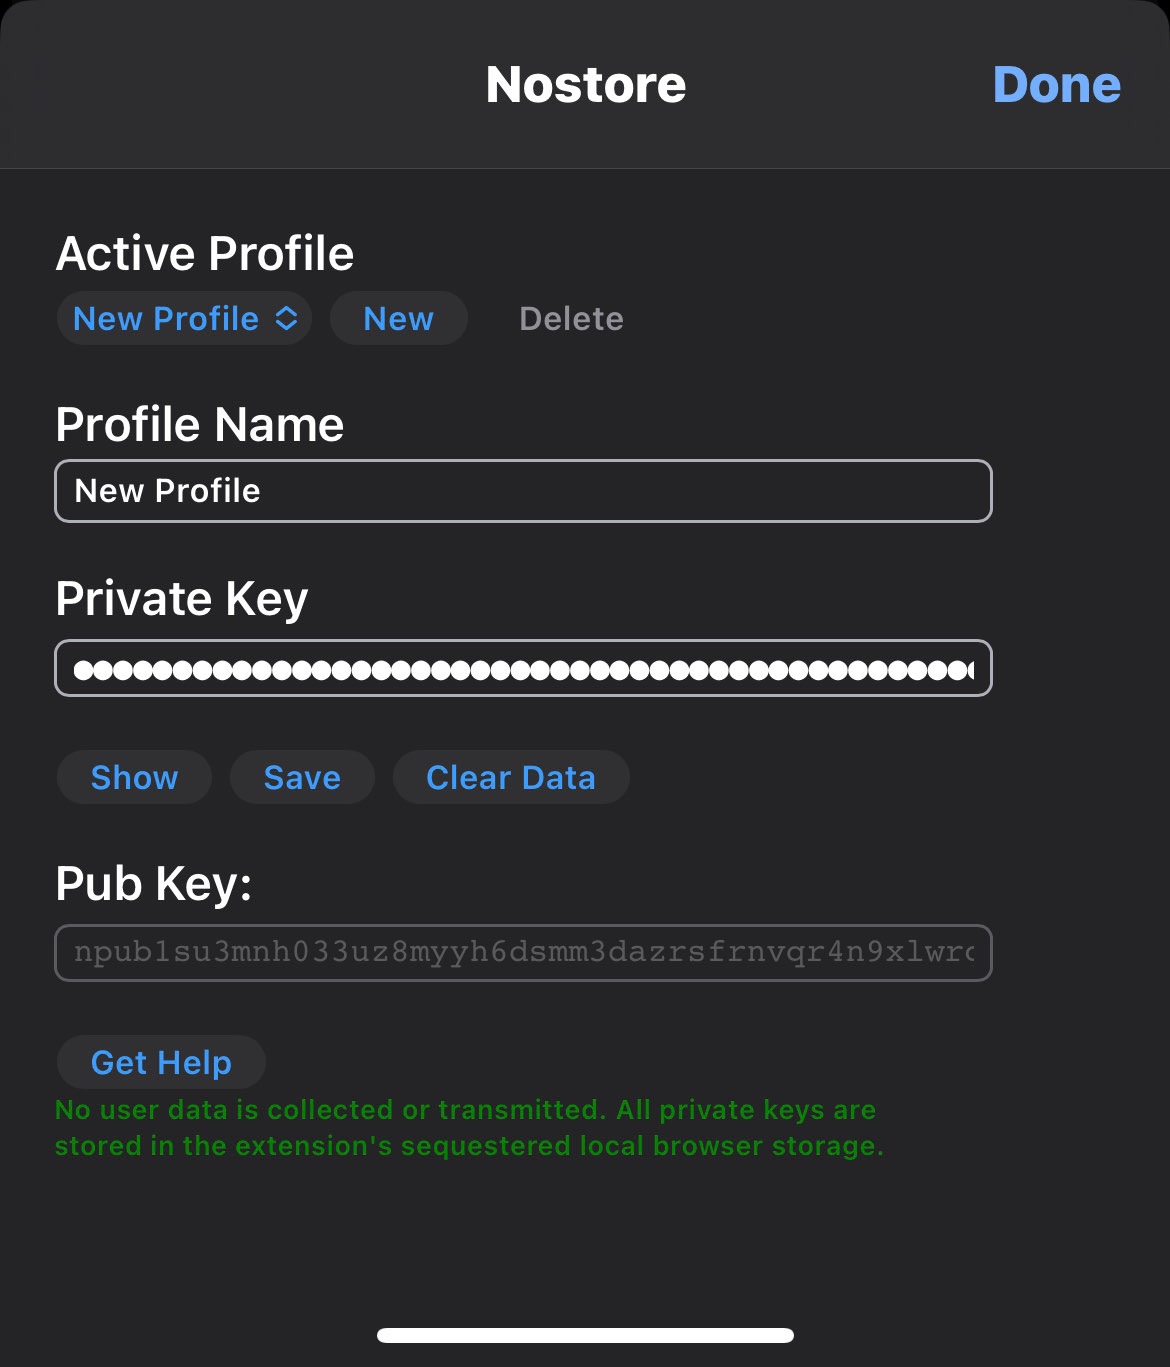 Nostore
Done
Active Profile
New Profile
New
Delete
Profile Name
New Profile
Private Key
Show
Save
Clear Data
Pub Key:
npub1su3mnh033uz8myyh6dsmm3dazrsfrnvqr4n9xlwrc
Get Help
No user data is collected or transmitted. All private keys are
stored in the extension's sequestered local browser storage.